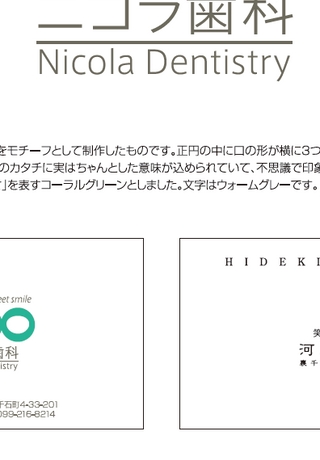 ニコラ歯科
Nicola Dentistry
をモチーフとして制作したものです。正円の中に口の形が横に3つ
のカタチに実はちゃんとした意味が込められていて、不思議で印象
」を表すコーラルグリーンとしました。文字はウォームグレーです。
eet smile
歯科
istry
千石町4-33-201
099-216-8214
HIDEKI
笑
河
裏千